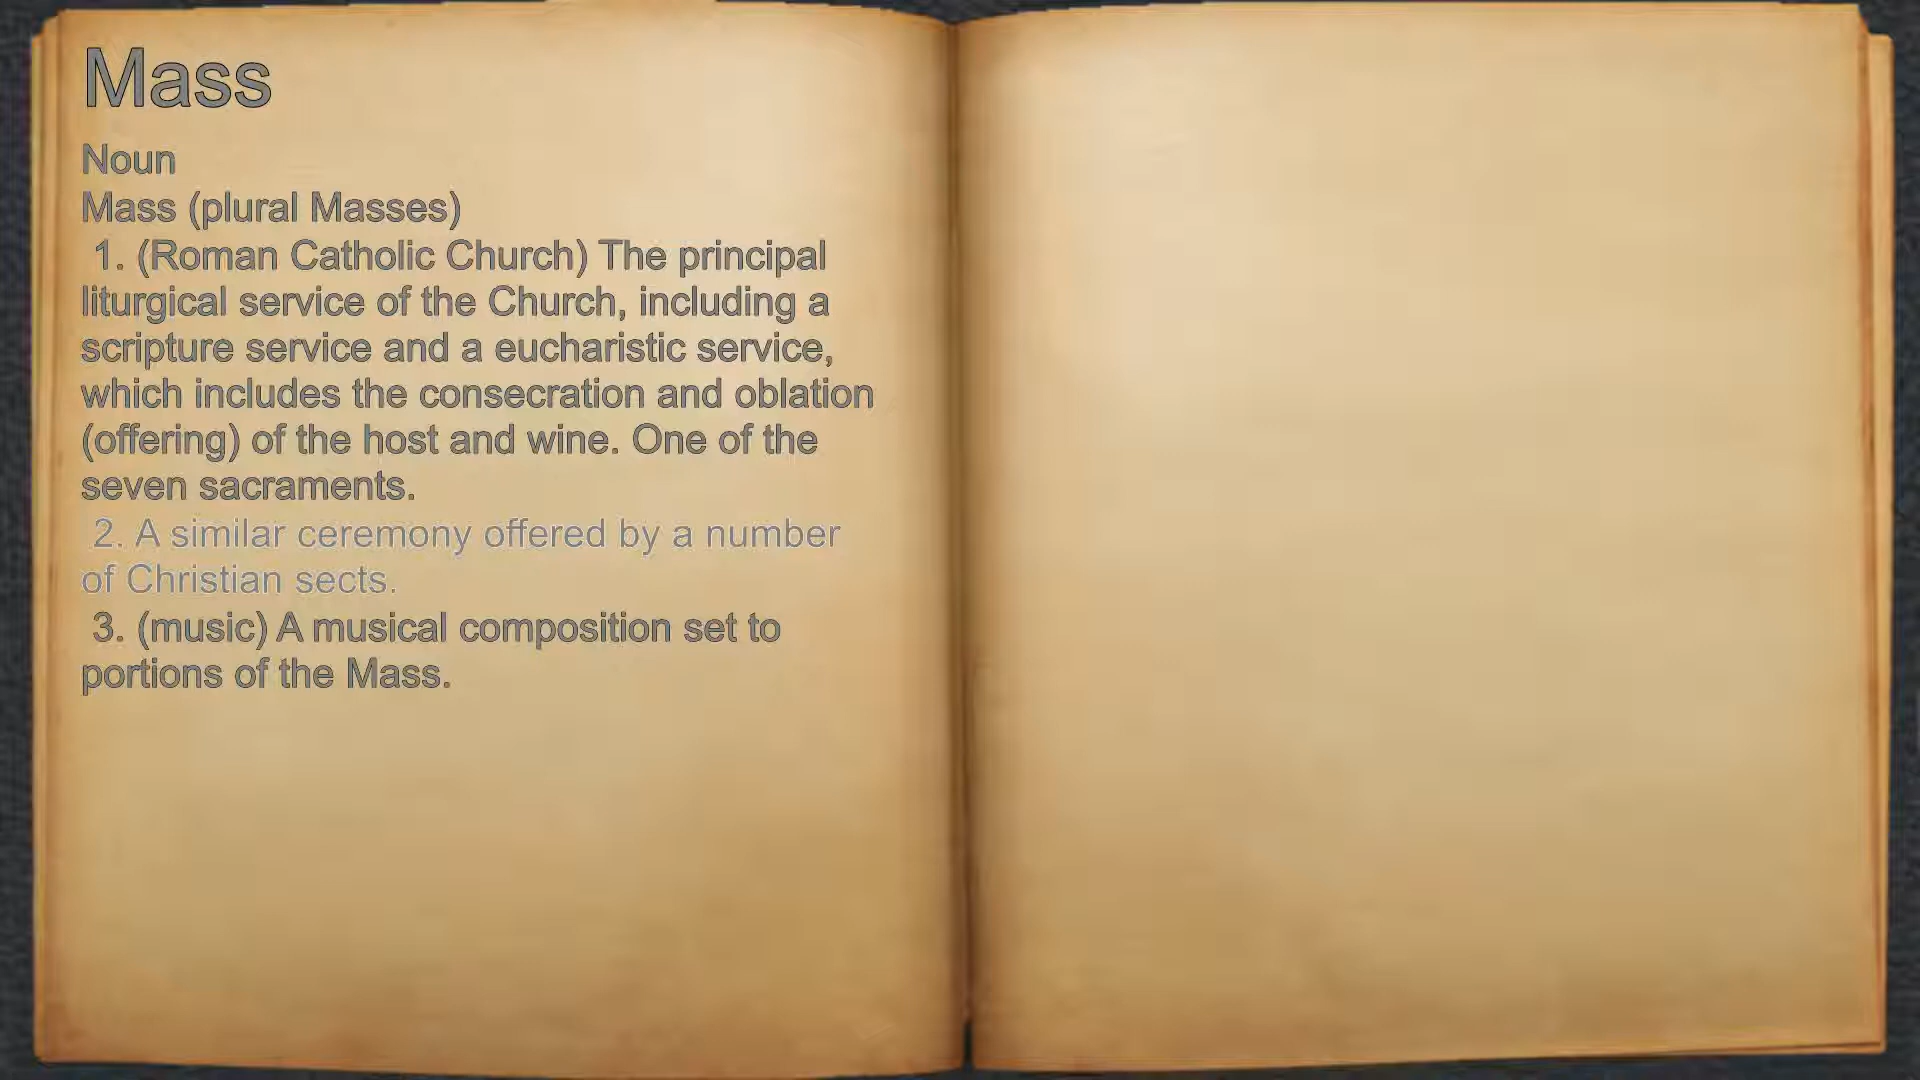 Mass
Noun
Mass (plural Masses)
1. (Roman Catholic Church) The principal
liturgical service of the Church, including a
scripture service and a eucharistic service,
which includes the consecration and oblation
(offering) of the host and wine. One of the
seven sacraments.
2. A similar ceremony offered by a number
of Christian sects.
3. (music) A musical composition set to
portions of the Mass.